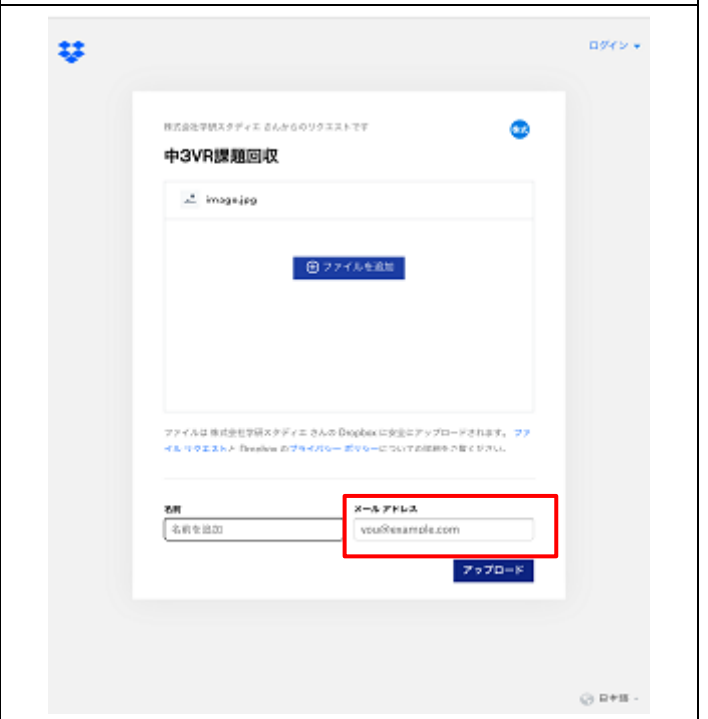 ログイン
株式会社学研スタディエ さんからのリクエストです
株式
中3VR課題回収
image.jpg
ファイルを追加
ファイルは 株式会社学研スタディエ さんの Dropbox に安全にアップロードされます。 ファ
イル リクエストと Dropbox のプライバシー ポリシーについての詳細をご覧ください。
名前
メール アドレス
名前を追加
you@example.com
アップロード
日本語